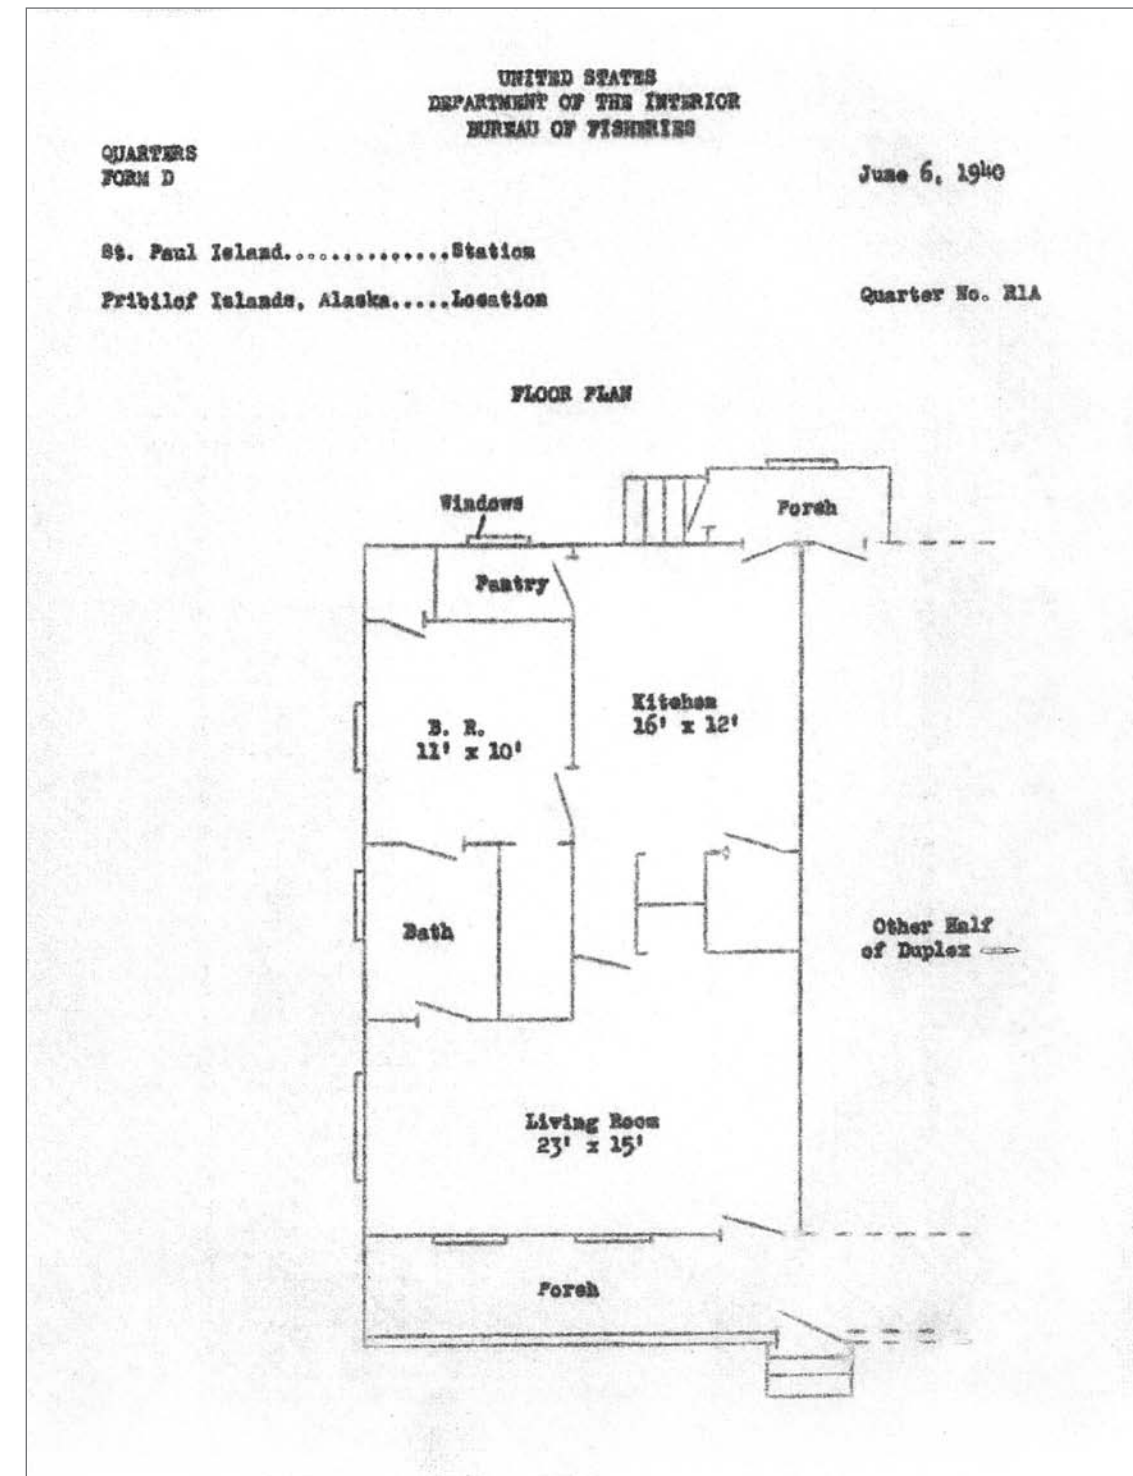 UNITED STATES
DEPARTMENT OF THE INTERIOR
BUREAU OF FISHERIES
QUARTERS
FORM D
June 6, 1940
St. Paul Island...............Station
Pribilof Islands, Alaska.....Location
Quarter No. R1A
FLOOR PLAN
Windows
Porch
Pantry
Kitchen
16' x 12'
B. R.
11' x 10'
Bath
Other Half
of Duplex
Living Room
23' x 15'
Porch